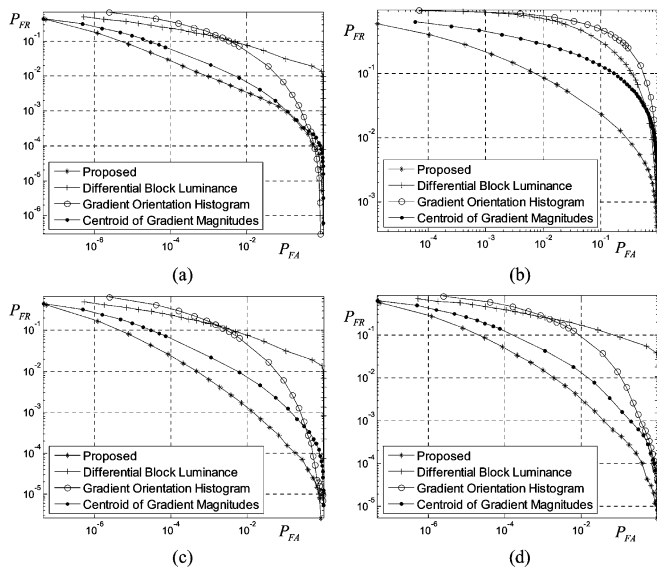 P_FR
10^-1
10^-2
10^-3
10^-4
10^-5
10^-6
Proposed
Differential Block Luminance
Gradient Orientation Histogram
Centroid of Gradient Magnitudes
10^-6
10^-4
10^-2
P_FA
(a)
P_FR
10^-1
10^-2
10^-3
Proposed
Differential Block Luminance
Gradient Orientation Histogram
Centroid of Gradient Magnitudes
10^-4
10^-3
10^-2
10^-1
P_FA
(b)
P_FR
10^-1
10^-2
10^-3
10^-4
10^-5
Proposed
Differential Block Luminance
Gradient Orientation Histogram
Centroid of Gradient Magnitudes
10^-6
10^-4
10^-2
P_FA
(c)
P_FR
10^-1
10^-2
10^-3
10^-4
10^-5
Proposed
Differential Block Luminance
Gradient Orientation Histogram
Centroid of Gradient Magnitudes
10^-6
10^-4
10^-2
P_FA
(d)